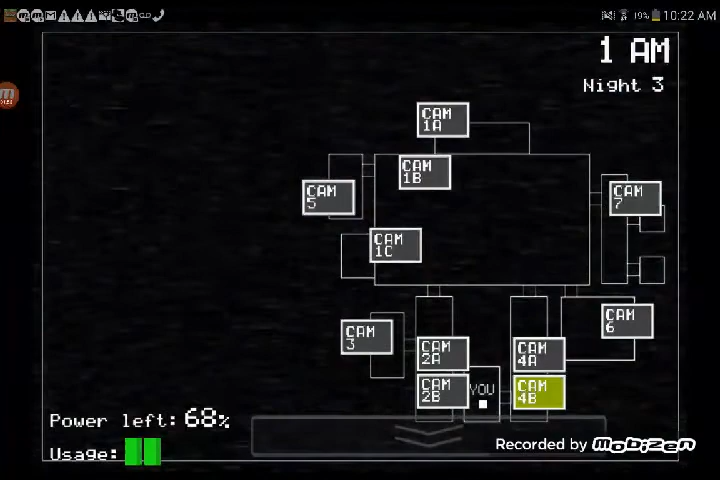 19% 10:22 AM
1 AM
Night 3
CAM
1A
CAM
1B
CAM
5
CAM
7
CAM
1C
CAM
6
CAM
3
CAM
2A
CAM
4A
CAM
2B
YOU
CAM
4B
Power left: 68%
Usage:
Recorded by mobizen